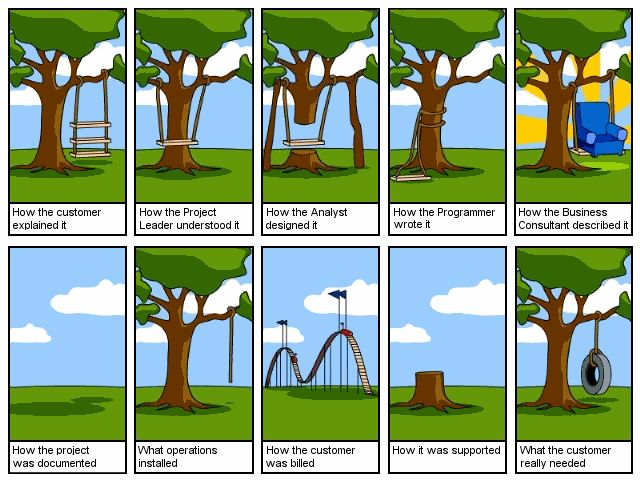 How the customer
explained it
How the Project
Leader understood it
How the Analyst
designed it
How the Programmer
wrote it
How the Business
Consultant described it
How the project
was documented
What operations
installed
How the customer
was billed
How it was supported
What the customer
really needed